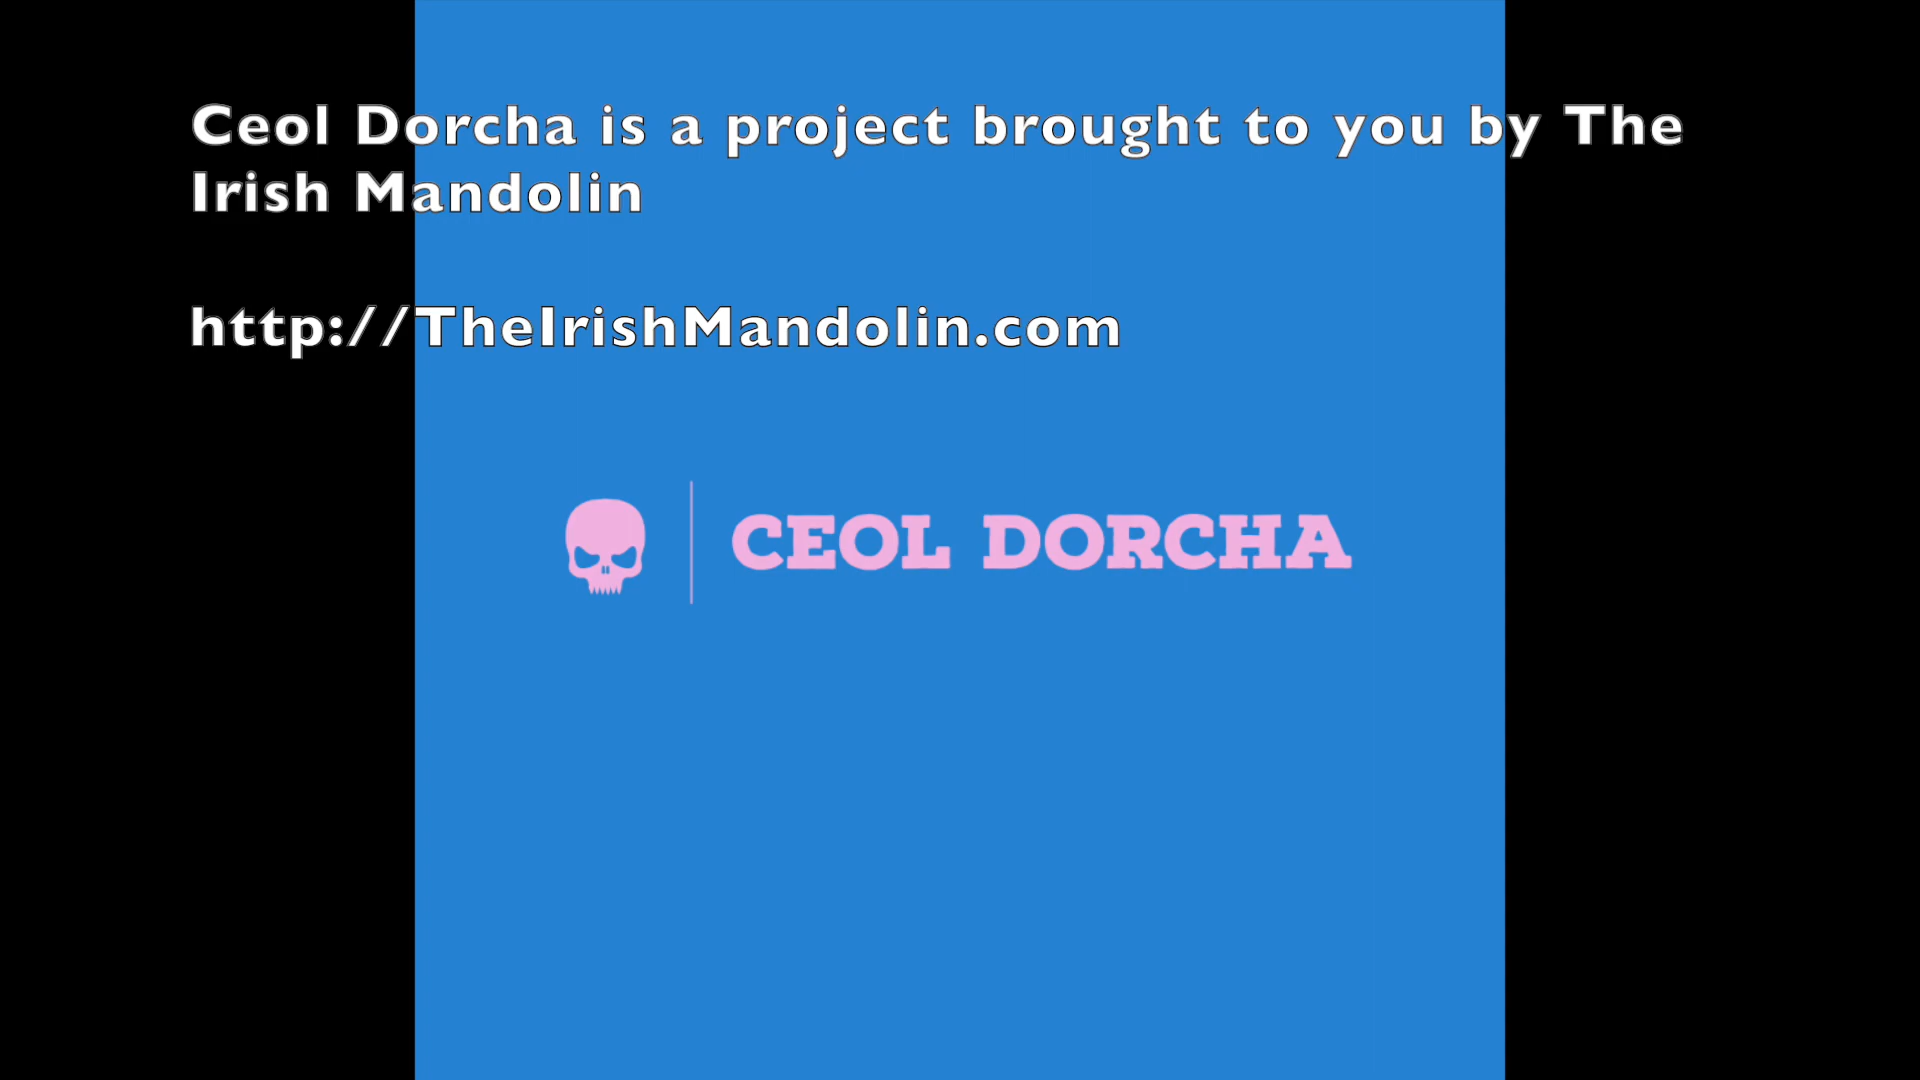 Ceol Dorcha is a project brought to you by The
Irish Mandolin
http://TheIrishMandolin.com
CEOL DORCHA